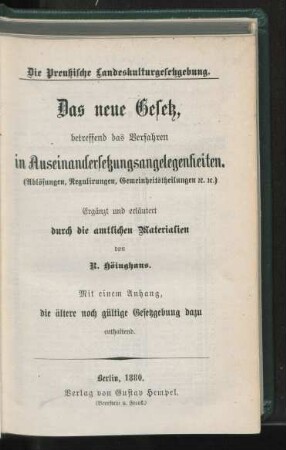 Die Preußische Landeskulturgesetzgebung.
Das neue Gesetz,
betreffend das Verfahren
in Auseinandersetzungsangelegenheiten.
(Ablösungen, Regulirungen, Gemeinheitstheilungen ꝛc. ꝛc.)
Ergänzt und erläutert
durch die amtlichen Materialien
von
R. Höinghaus.
Mit einem Anhang,
die ältere noch gültige Gesetzgebung dazu
enthaltend.
Berlin, 1880.
Verlag von Gustav Hempel.
(Bernstein u. Frank.)